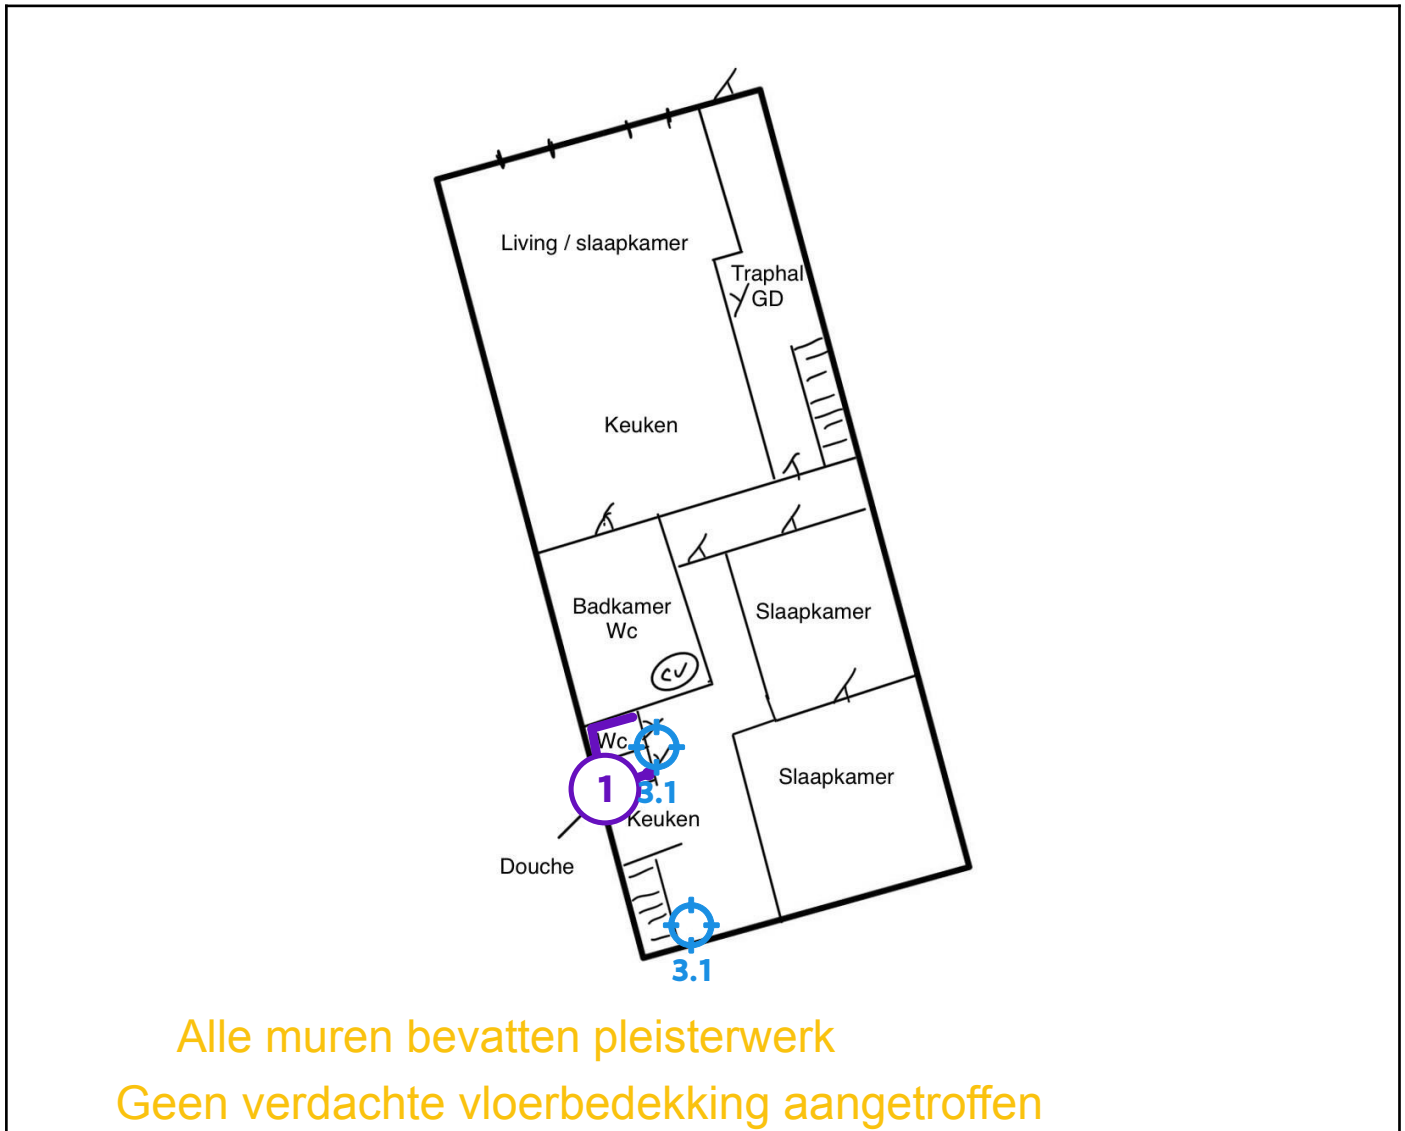 Living / slaapkamer
Traphal
GD
Keuken
Badkamer
Wc
Slaapkamer
CV
Wc
1
3.1
Slaapkamer
Keuken
Douche
3.1
Alle muren bevatten pleisterwerk
Geen verdachte vloerbedekking aangetroffen